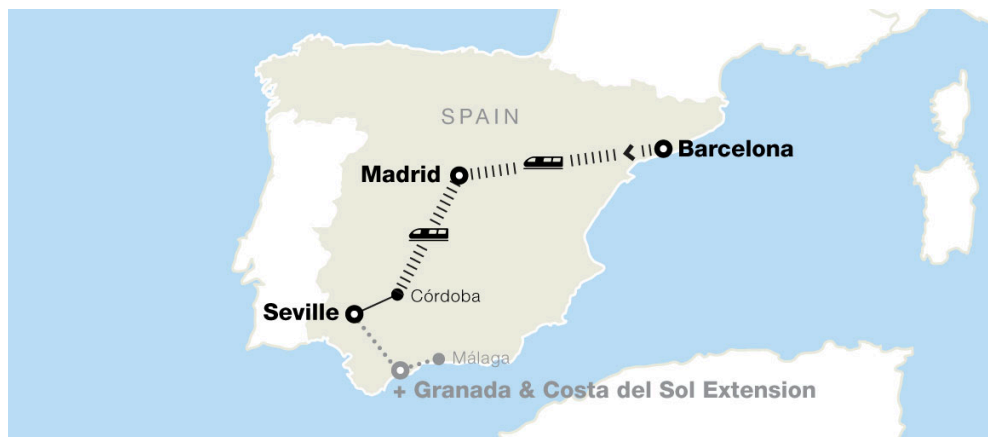 SPAIN
Barcelona
Madrid
Córdoba
Seville
Málaga
+ Granada & Costa del Sol Extension